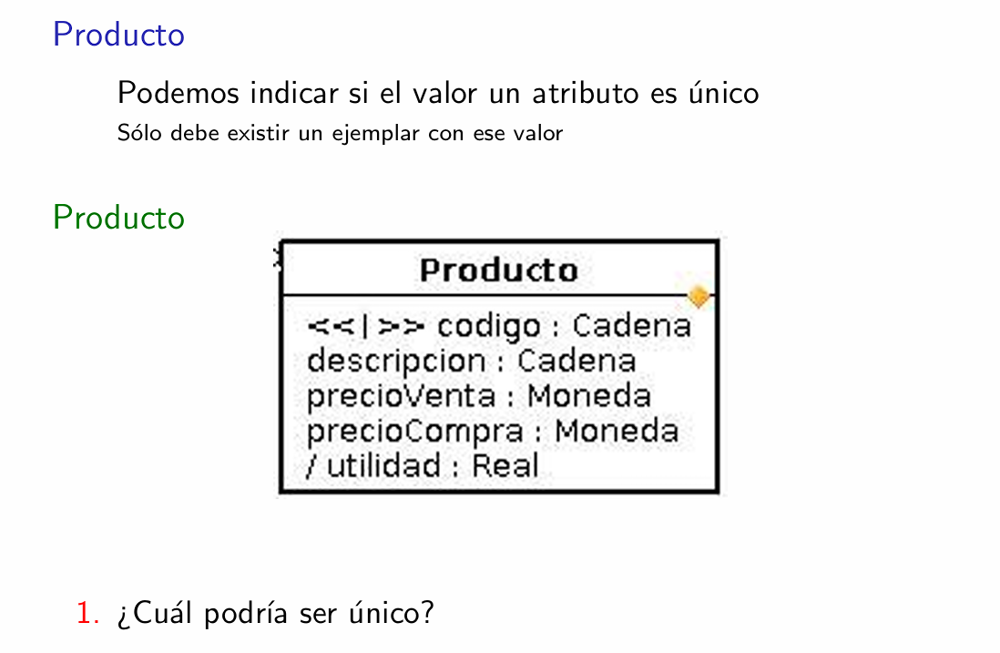 Producto
Podemos indicar si el valor un atributo es único
Sólo debe existir un ejemplar con ese valor
Producto
Producto
<<|>> codigo : Cadena
descripcion : Cadena
precioVenta : Moneda
precioCompra : Moneda
/ utilidad : Real
1. ¿Cuál podría ser único?